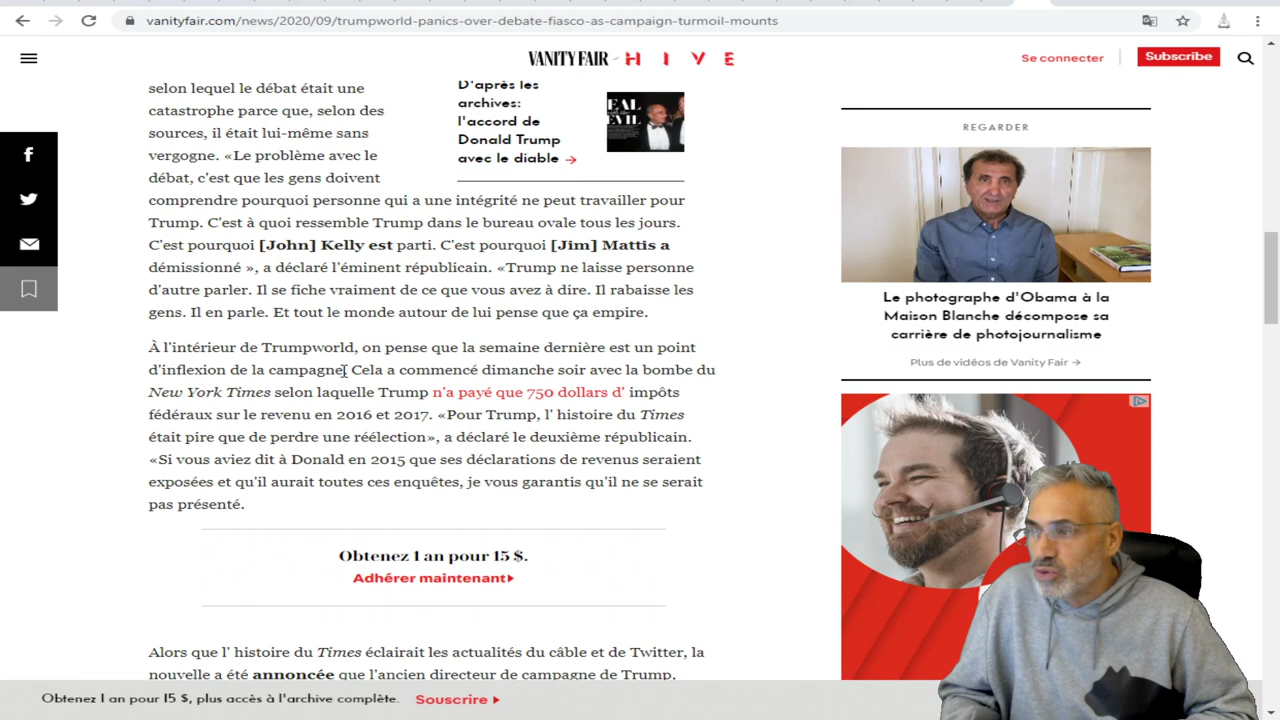 vanityfair.com/news/2020/09/trumpworld-panics-over-debate-fiasco-as-campaign-turmoil-mounts
VANITY FAIR HIVE
Se connecter
Subscribe
selon lequel le débat était une
catastrophe parce que, selon des
sources, il était lui-même sans
vergogne. «Le problème avec le
débat, c'est que les gens doivent
comprendre pourquoi personne qui a une intégrité ne peut travailler pour
Trump. C'est à quoi ressemble Trump dans le bureau ovale tous les jours.
C'est pourquoi [John] Kelly est parti. C'est pourquoi [Jim] Mattis a
démissionné », a déclaré l'éminent républicain. «Trump ne laisse personne
d'autre parler. Il se fiche vraiment de ce que vous avez à dire. Il rabaisse les
gens. Il en parle. Et tout le monde autour de lui pense que ça empire.
D'après les
archives:
l'accord de
Donald Trump
avec le diable →
À l'intérieur de Trumpworld, on pense que la semaine dernière est un point
d'inflexion de la campagne. Cela a commencé dimanche soir avec la bombe du
New York Times selon laquelle Trump n'a payé que 750 dollars d' impôts
fédéraux sur le revenu en 2016 et 2017. «Pour Trump, l' histoire du Times
était pire que de perdre une réélection», a déclaré le deuxième républicain.
«Si vous aviez dit à Donald en 2015 que ses déclarations de revenus seraient
exposées et qu'il aurait toutes ces enquêtes, je vous garantis qu'il ne se serait
pas présenté.
Obtenez 1 an pour 15 $.
Adhérer maintenant
Alors que l' histoire du Times éclairait les actualités du câble et de Twitter, la
nouvelle a été annoncée que l'ancien directeur de campagne de Trump,
REGARDER
Le photographe d'Obama à la
Maison Blanche décompose sa
carrière de photojournalisme
Plus de vidéos de Vanity Fair →
Obtenez 1 an pour 15 $, plus accès à l'archive complète. Souscrire